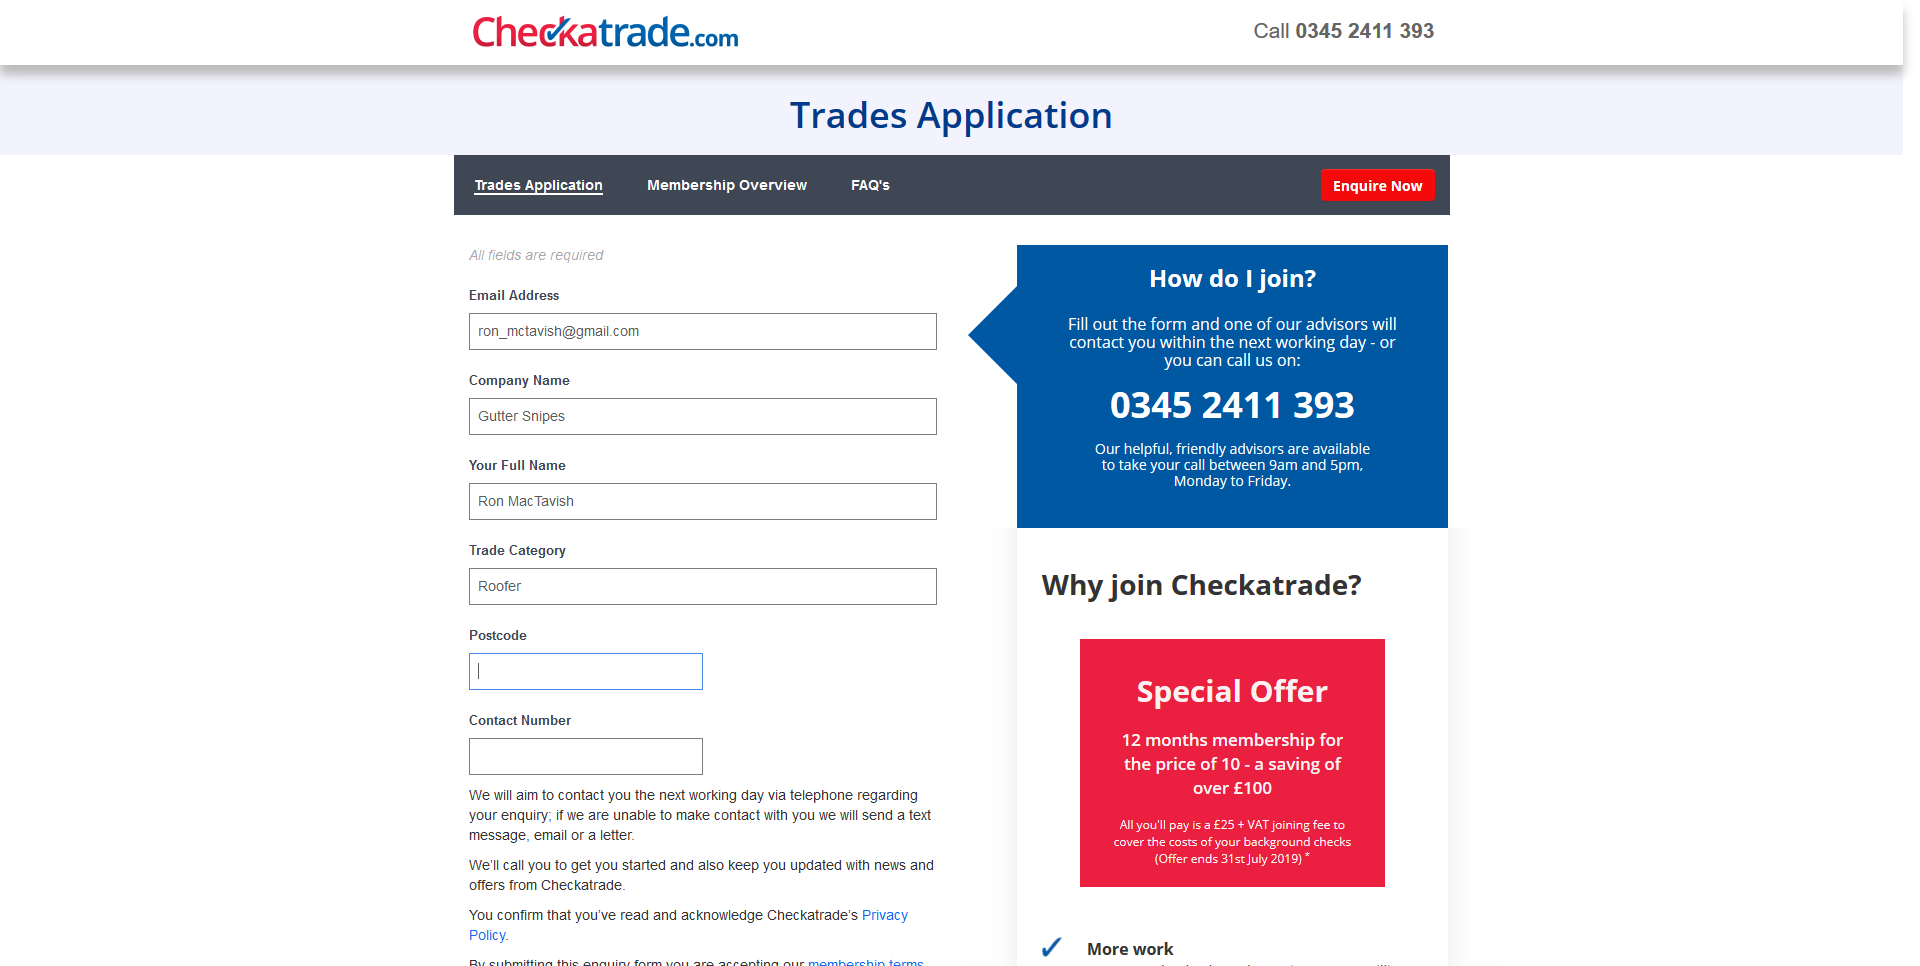 Checkatrade.com
Call 0345 2411 393
Trades Application
Trades Application
Membership Overview
FAQ's
Enquire Now
All fields are required
Email Address
ron_mctavish@gmail.com
Company Name
Gutter Snipes
Your Full Name
Ron MacTavish
Trade Category
Roofer
Postcode
Contact Number
We will aim to contact you the next working day via telephone regarding
your enquiry; if we are unable to make contact with you we will send a text
message, email or a letter.
We’ll call you to get you started and also keep you updated with news and
offers from Checkatrade.
You confirm that you’ve read and acknowledge Checkatrade’s Privacy
Policy.
By submitting this enquiry form you are accepting our membership terms
How do I join?
Fill out the form and one of our advisors will
contact you within the next working day - or
you can call us on:
0345 2411 393
Our helpful, friendly advisors are available
to take your call between 9am and 5pm,
Monday to Friday.
Why join Checkatrade?
Special Offer
12 months membership for
the price of 10 - a saving of
over £100
All you'll pay is a £25 + VAT joining fee to
cover the costs of your background checks
(Offer ends 31st July 2019) *
More work